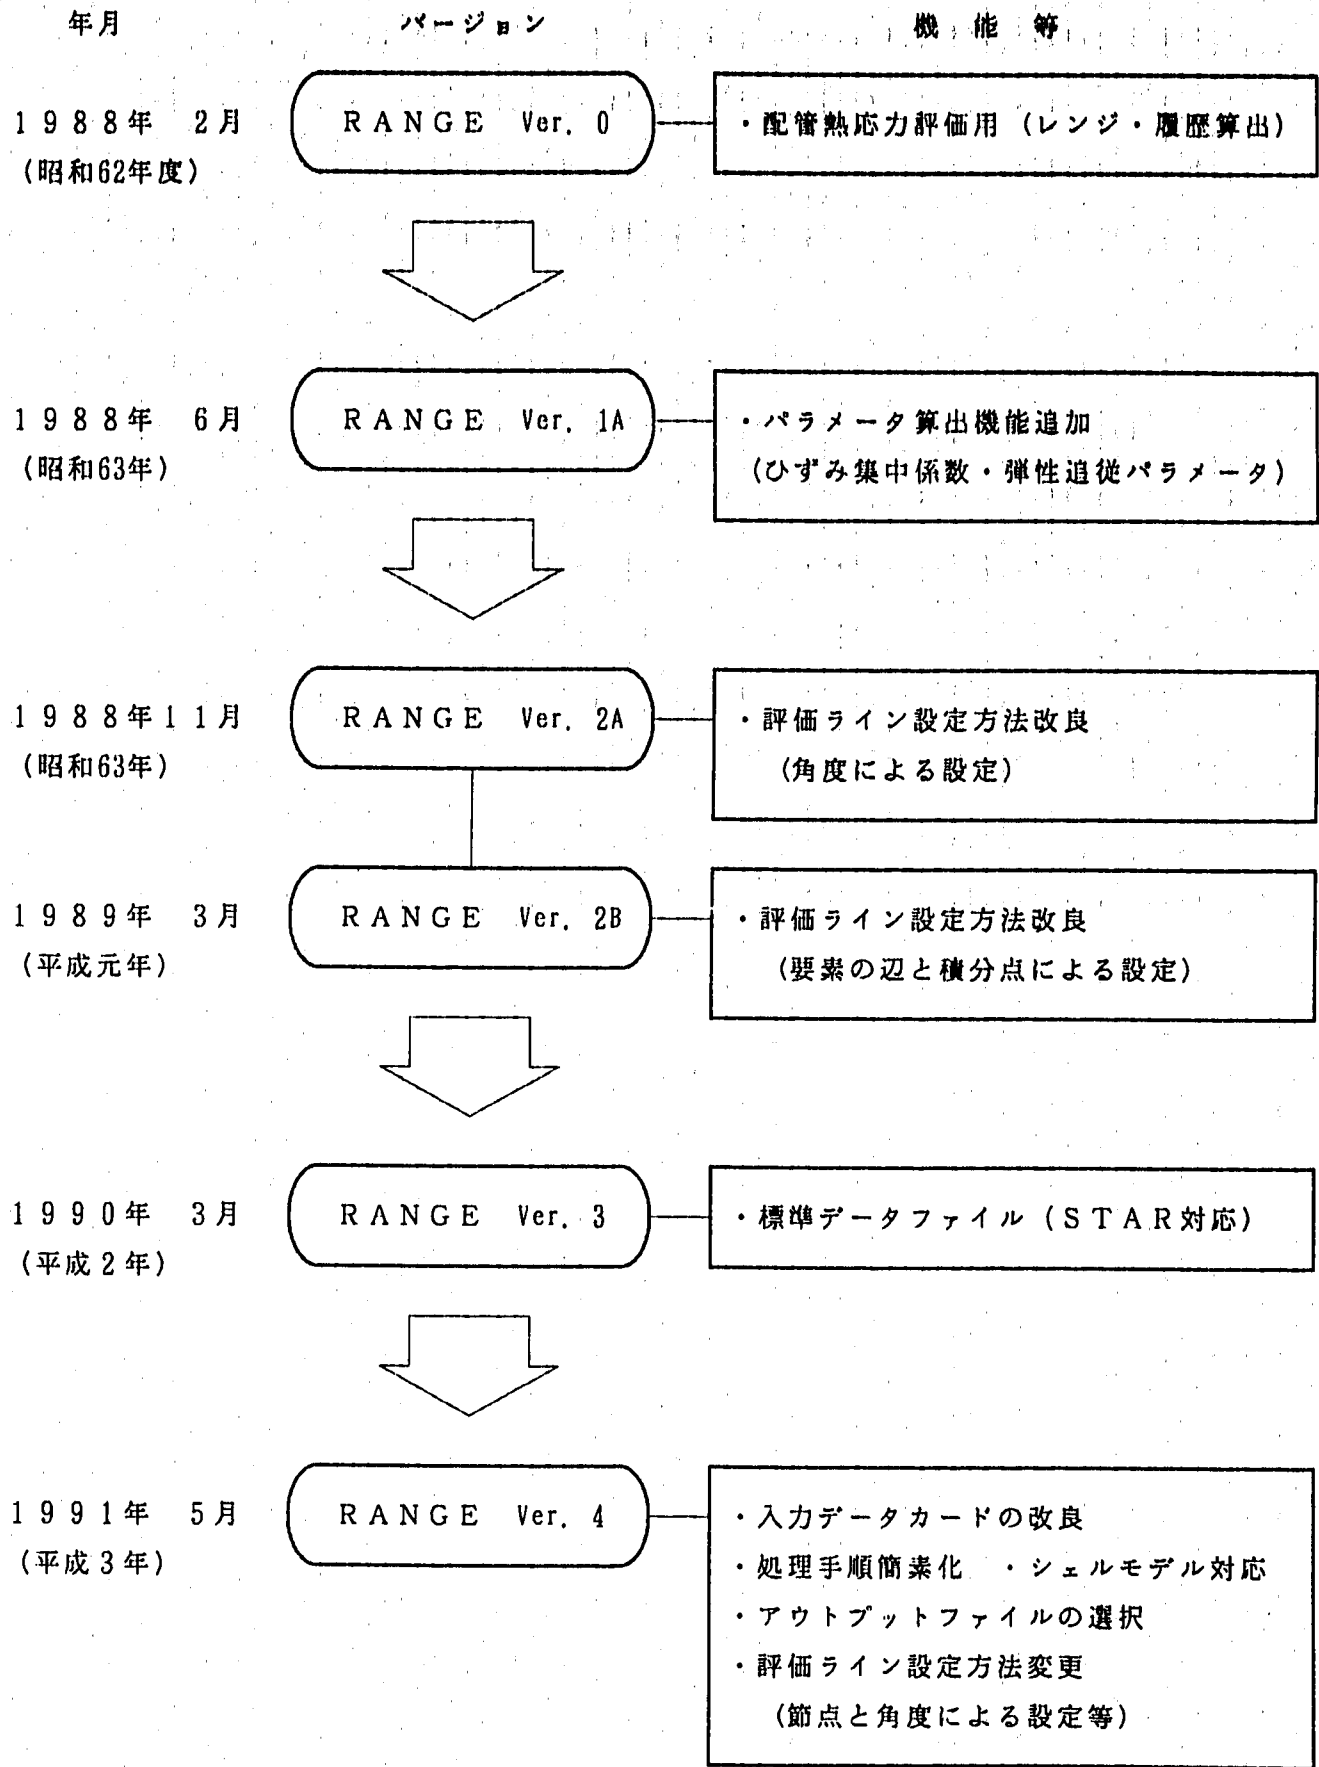 年月 バージョン 機能等
1988年 2月 RANGE Ver. 0 ・配管熱応力評価用（レンジ・履歴算出）
（昭和62年度）
1988年 6月 RANGE Ver. 1A ・パラメータ算出機能追加
（昭和63年） （ひずみ集中係数・弾性追従パラメータ）
1988年11月 RANGE Ver. 2A ・評価ライン設定方法改良
（昭和63年） （角度による設定）
1989年 3月 RANGE Ver. 2B ・評価ライン設定方法改良
（平成元年） （要素の辺と積分点による設定）
1990年 3月 RANGE Ver. 3 ・標準データファイル（STAR対応）
（平成2年）
1991年 5月 RANGE Ver. 4 ・入力データカードの改良
（平成3年） ・処理手順簡素化 ・シェルモデル対応
・アウトプットファイルの選択
・評価ライン設定方法変更
（節点と角度による設定等）